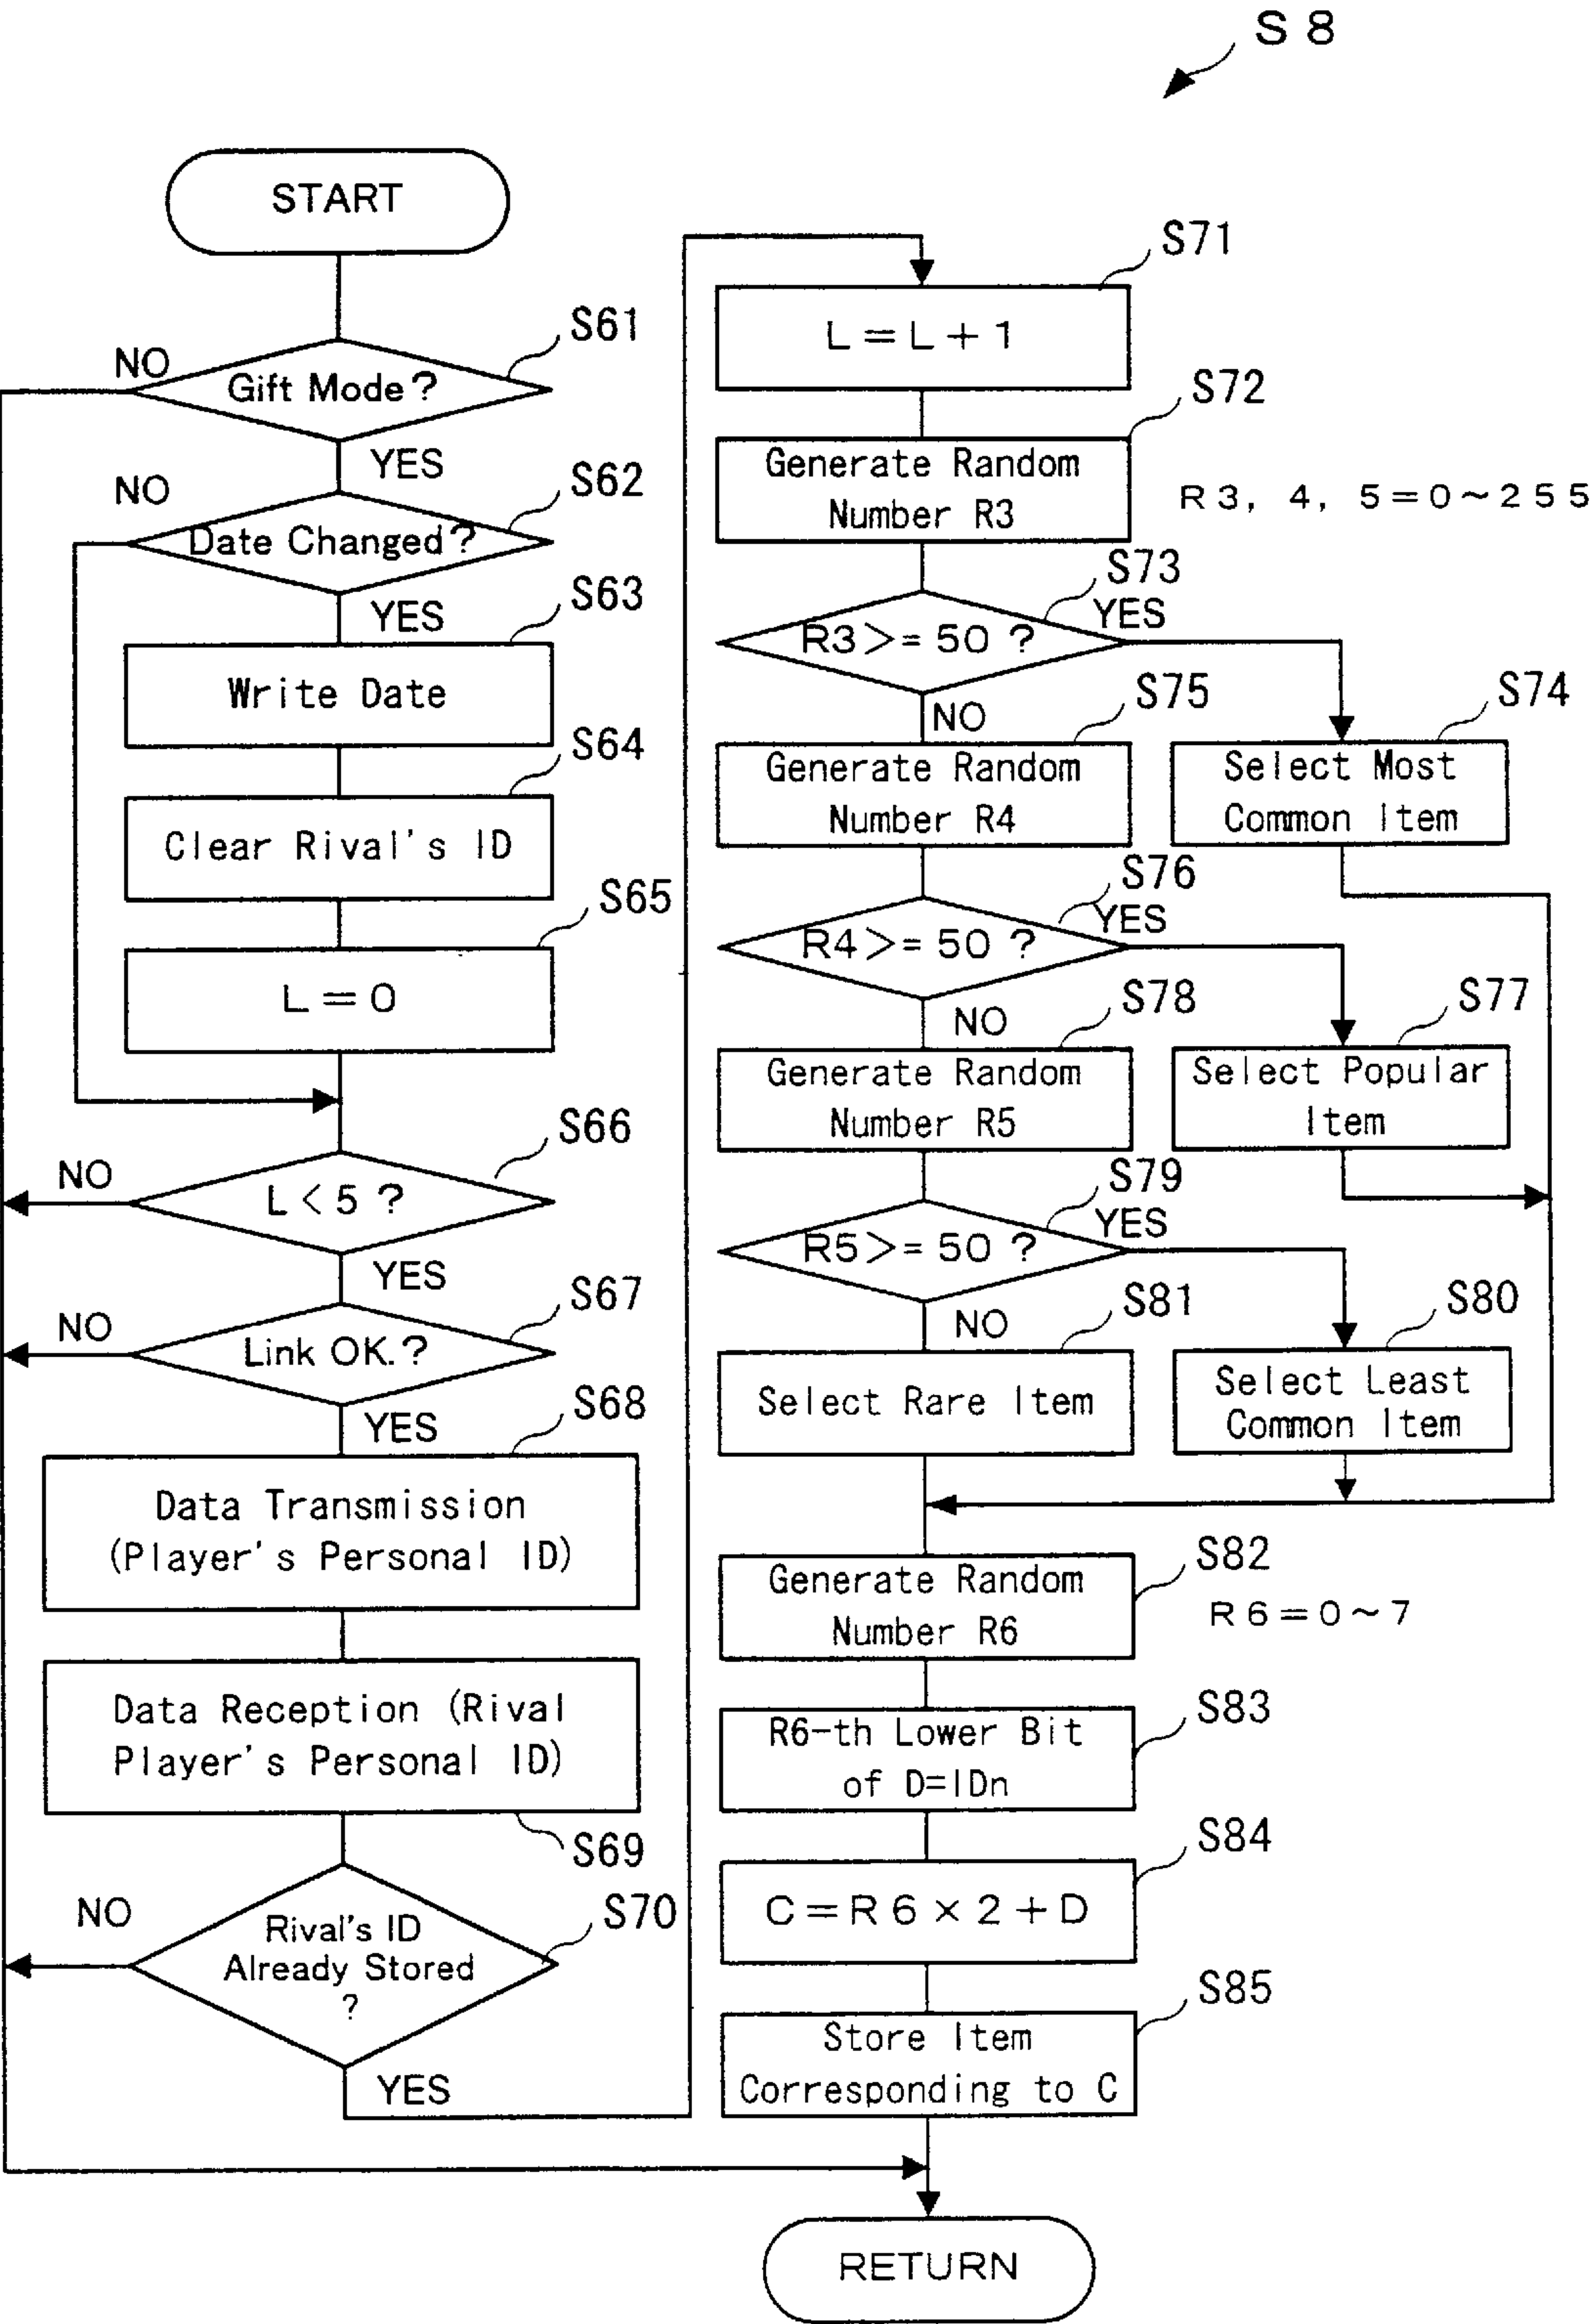 S 8
START
S61
NO
Gift Mode?
YES
S62
NO
Date Changed?
YES
S63
Write Date
S64
Clear Rival's ID
S65
L=0
S66
NO
L<5 ?
YES
S67
NO
Link OK.?
YES
S68
Data Transmission
(Player's Personal ID)
Data Reception (Rival
Player's Personal ID)
S69
S70
NO
Rival's ID
Already Stored
?
YES
S71
L=L+1
S72
Generate Random
Number R3
R3, 4, 5=0~255
S73
YES
R3>=50 ?
NO
S74
Select Most
Common Item
S75
Generate Random
Number R4
S76
YES
R4>=50 ?
NO
S77
Select Popular
Item
S78
Generate Random
Number R5
S79
YES
R5>=50 ?
NO
S80
Select Least
Common Item
S81
Select Rare Item
S82
Generate Random
Number R6
R6=0~7
S83
R6-th Lower Bit
of D=IDn
S84
C=R6×2+D
S85
Store Item
Corresponding to C
RETURN